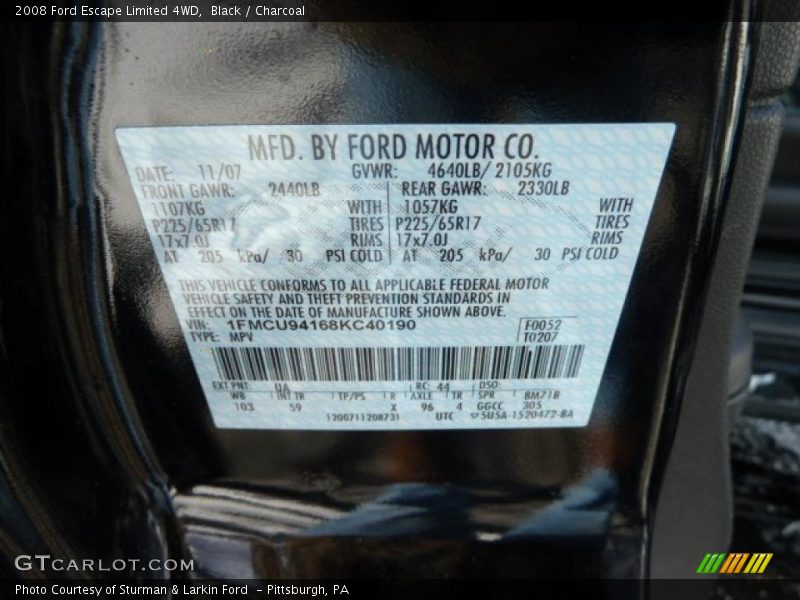 2008 Ford Escape Limited 4WD, Black / Charcoal
MFD. BY FORD MOTOR CO.
DATE: 11/07 GVWR: 4640LB/ 2105KG
FRONT GAWR: 2440LB REAR GAWR: 2330LB
1107KG WITH 1057KG WITH
P225/65R17 TIRES P225/65R17 TIRES
17x7.0J RIMS 17x7.0J RIMS
AT 205 kPa/ 30 PSI COLD AT 205 kPa/ 30 PSI COLD
THIS VEHICLE CONFORMS TO ALL APPLICABLE FEDERAL MOTOR
VEHICLE SAFETY AND THEFT PREVENTION STANDARDS IN
EFFECT ON THE DATE OF MANUFACTURE SHOWN ABOVE.
VIN: 1FMCU94168KC40190 F0052
TYPE: MPV T0207
EXT PNT: UA RC: 44 DSO:
WB INT TR TP/PS R AXLE TR SPR 8M71B
103 59 X 96 4 GGCC 305
1200711208731 UTC 5U5A-1520472-BA
GTCARLOT.COM
Photo Courtesy of Sturman & Larkin Ford - Pittsburgh, PA